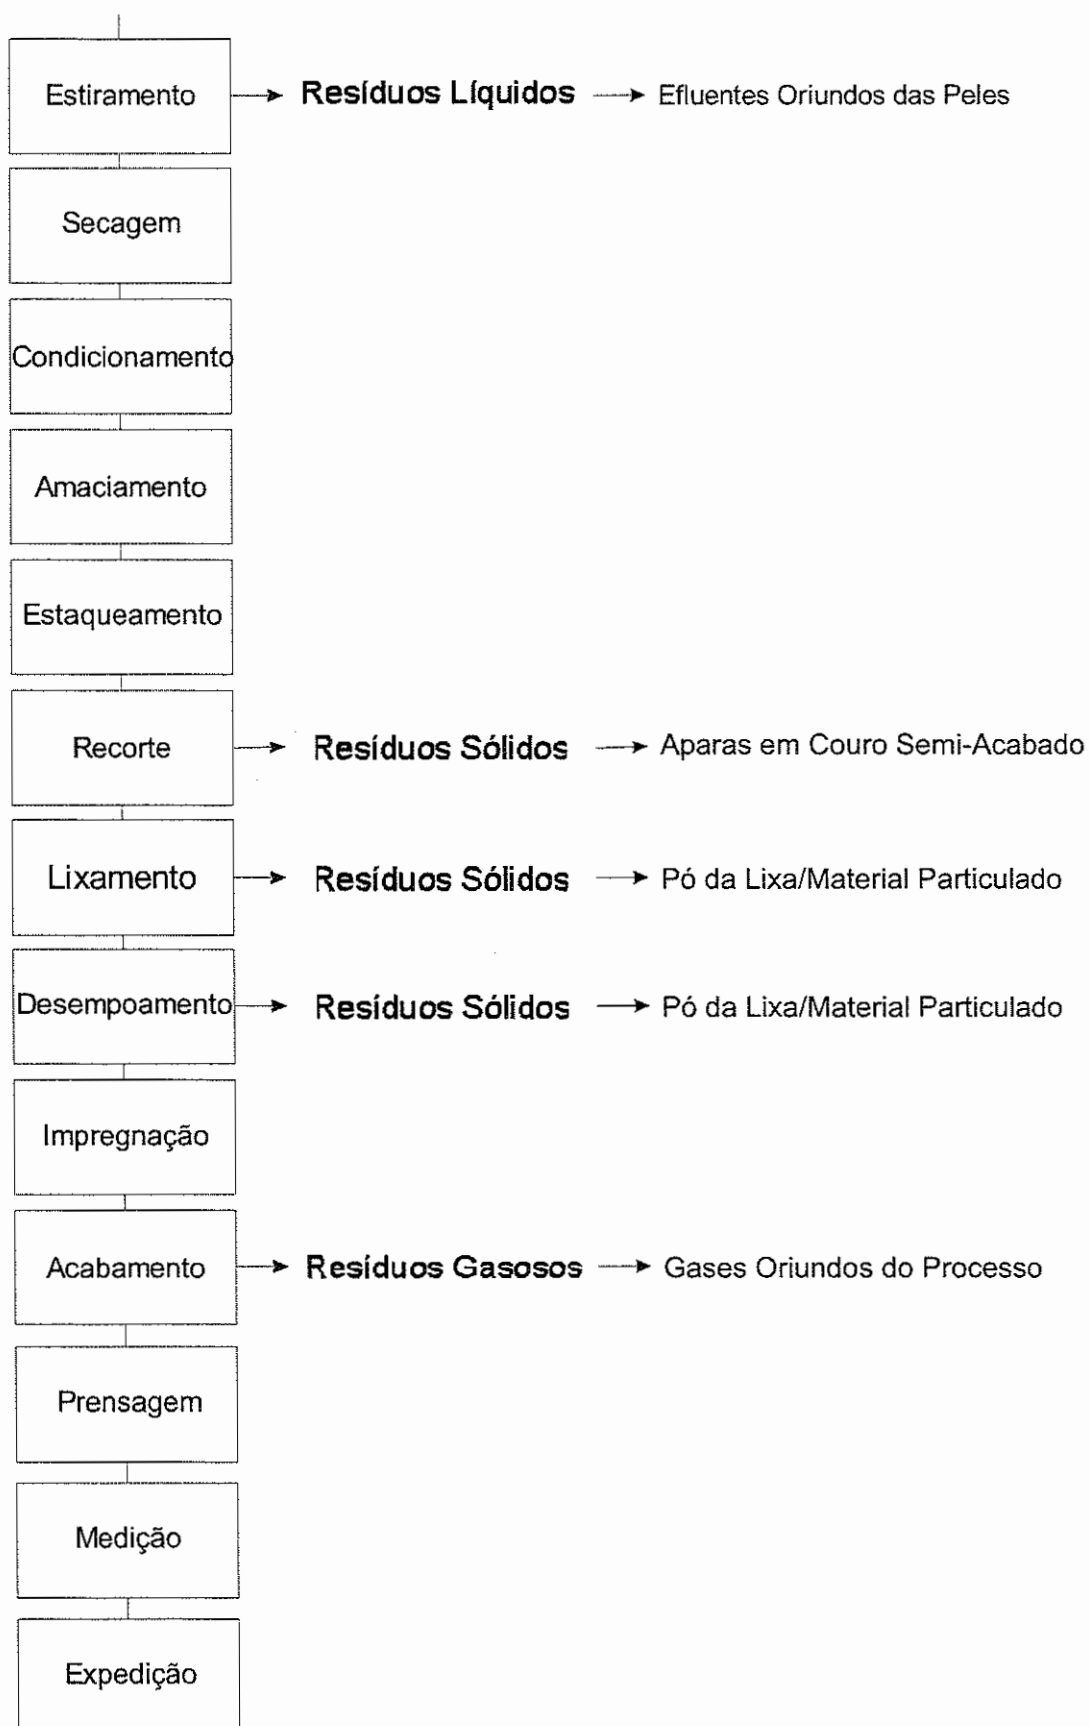 Estiramento Resíduos Líquidos Efluentes Oriundos das Peles
Secagem
Condicionamento
Amaciamento
Estaqueamento
Recorte Resíduos Sólidos Aparas em Couro Semi-Acabado
Lixamento Resíduos Sólidos Pó da Lixa/Material Particulado
Desempoamento Resíduos Sólidos Pó da Lixa/Material Particulado
Impregnação
Acabamento Resíduos Gasosos Gases Oriundos do Processo
Prensagem
Medição
Expedição